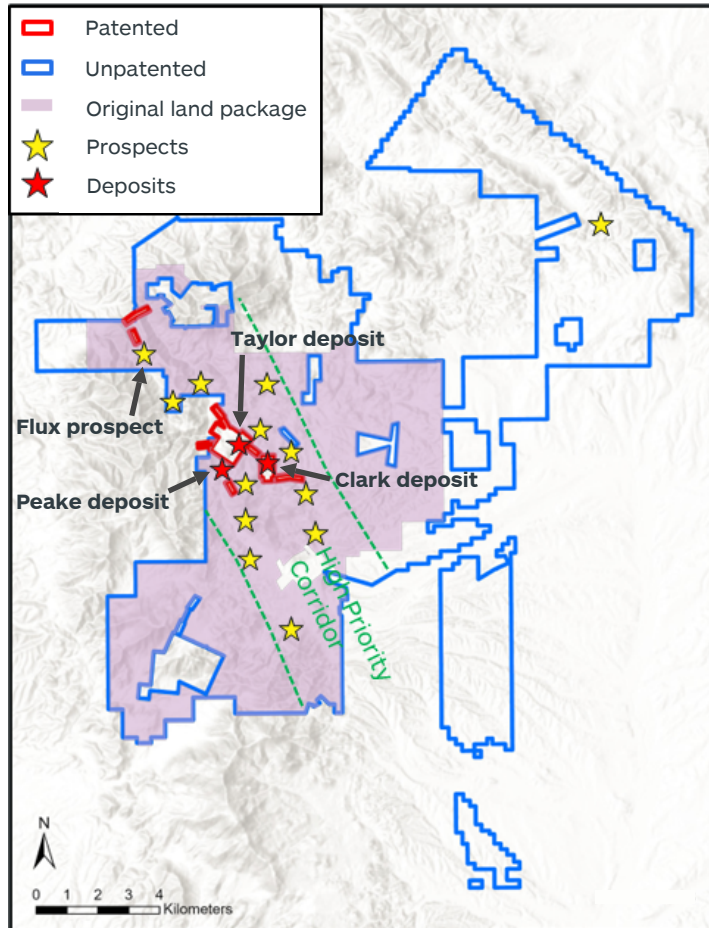 Patented
Unpatented
Original land package
Prospects
Deposits
Taylor deposit
Flux prospect
Clark deposit
Peake deposit
High Priority
Corridor
N
0 1 2 3 4
Kilometers